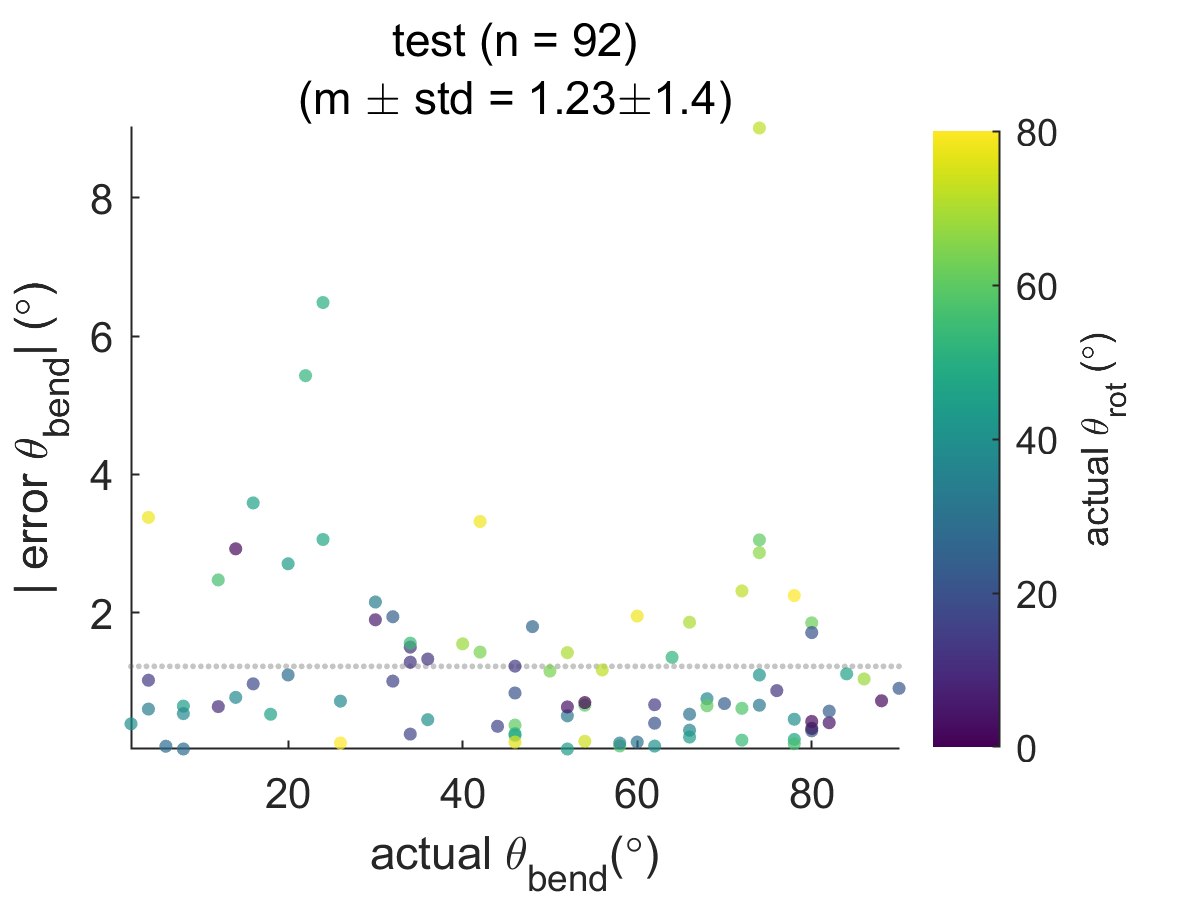 test (n = 92)
(m ± std = 1.23±1.4)
8
6
4
2
| error θbend| (°)
20
40
60
80
actual θbend(°)
80
60
40
20
0
actual θrot (°)